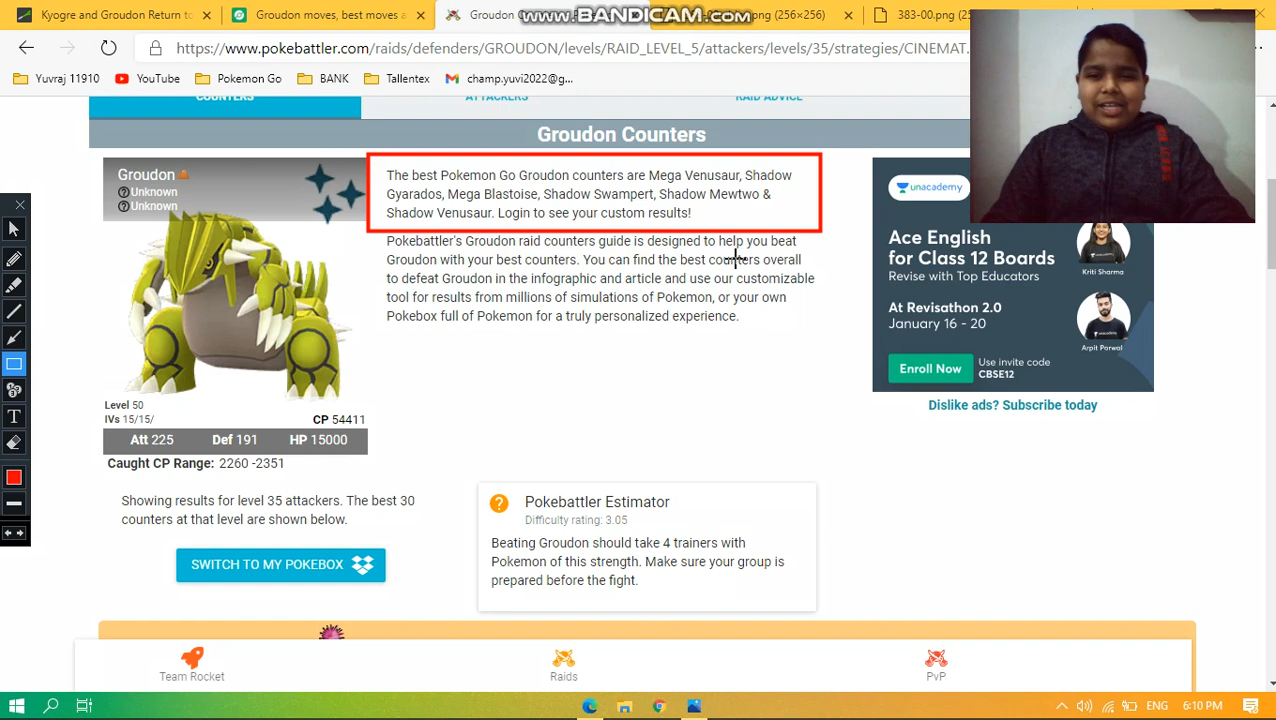 Kyogre and Groudon Return to
Groudon moves, best moves a
Groudon C
.png (256×256)
383-00.png (25
www.BANDICAM.com
https://www.pokebattler.com/raids/defenders/GROUDON/levels/RAID_LEVEL_5/attackers/levels/35/strategies/CINEMAT
Yuvraj 11910
YouTube
Pokemon Go
BANK
Tallentex
champ.yuvi2022@g...
COUNTERS
ATTACKERS
RAID ADVICE
Groudon Counters
Groudon
Unknown
Unknown
The best Pokemon Go Groudon counters are Mega Venusaur, Shadow
Gyarados, Mega Blastoise, Shadow Swampert, Shadow Mewtwo &
Shadow Venusaur. Login to see your custom results!
Pokebattler's Groudon raid counters guide is designed to help you beat
Groudon with your best counters. You can find the best counters overall
to defeat Groudon in the infographic and article and use our customizable
tool for results from millions of simulations of Pokemon, or your own
Pokebox full of Pokemon for a truly personalized experience.
Level 50
IVs 15/15/
CP 54411
Att 225 Def 191 HP 15000
Caught CP Range: 2260 -2351
Showing results for level 35 attackers. The best 30
counters at that level are shown below.
SWITCH TO MY POKEBOX
Pokebattler Estimator
Difficulty rating: 3.05
Beating Groudon should take 4 trainers with
Pokemon of this strength. Make sure your group is
prepared before the fight.
unacademy
Ace English
for Class 12 Boards
Revise with Top Educators
Kriti Sharma
At Revisathon 2.0
January 16 - 20
Arpit Porwal
Enroll Now
Use invite code
CBSE12
Dislike ads? Subscribe today
Team Rocket
Raids
PvP
ENG
6:10 PM